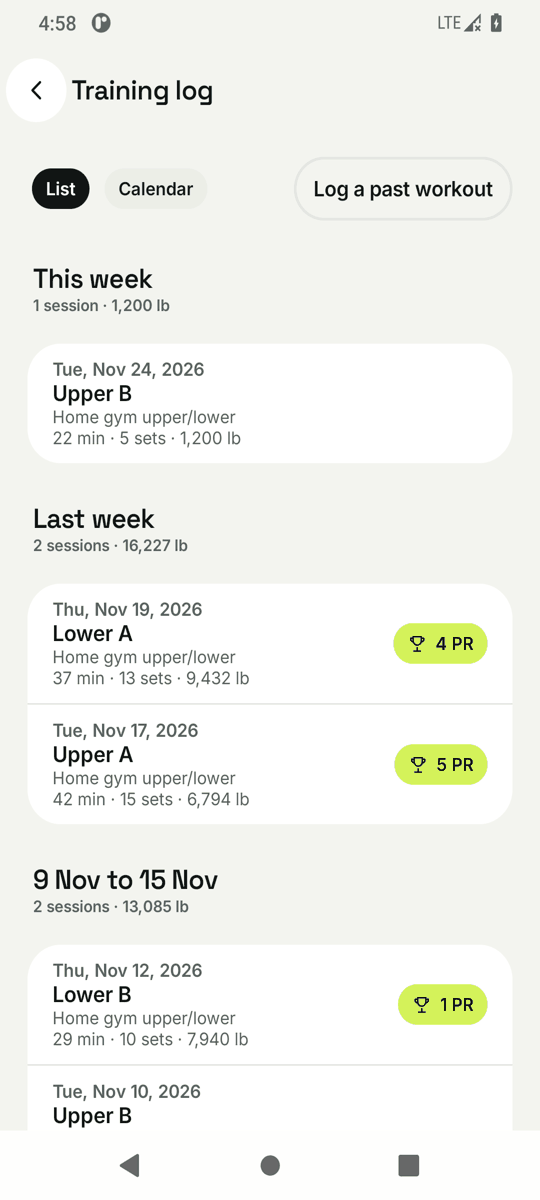 4:58
LTE
Training log
List
Calendar
Log a past workout
This week
1 session · 1,200 lb
Tue, Nov 24, 2026
Upper B
Home gym upper/lower
22 min · 5 sets · 1,200 lb
Last week
2 sessions · 16,227 lb
Thu, Nov 19, 2026
Lower A
Home gym upper/lower
37 min · 13 sets · 9,432 lb
4 PR
Tue, Nov 17, 2026
Upper A
Home gym upper/lower
42 min · 15 sets · 6,794 lb
5 PR
9 Nov to 15 Nov
2 sessions · 13,085 lb
Thu, Nov 12, 2026
Lower B
Home gym upper/lower
29 min · 10 sets · 7,940 lb
1 PR
Tue, Nov 10, 2026
Upper B